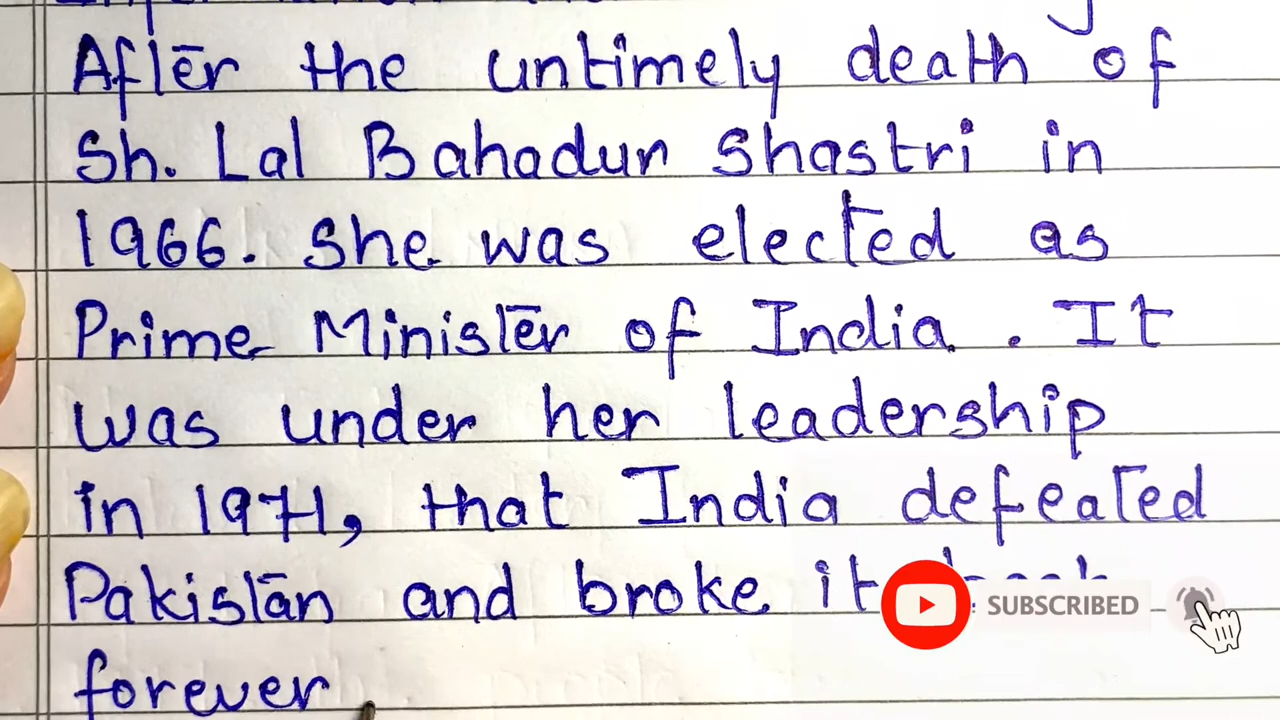 After the untimely death of
Sh. Lal Bahadur Shastri in
1966. She was elected as
Prime Minister of India. It
was under her leadership
in 1971, that India defeated
Pakistan and broke it
SUBSCRIBED
forever